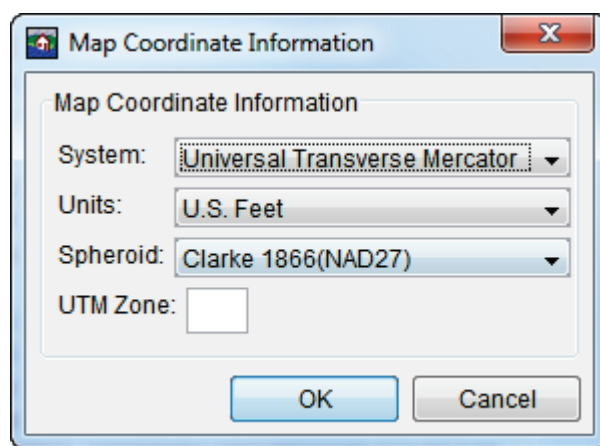 Map Coordinate Information
Map Coordinate Information
System: Universal Transverse Mercator
Units: U.S. Feet
Spheroid: Clarke 1866(NAD27)
UTM Zone:
OK Cancel